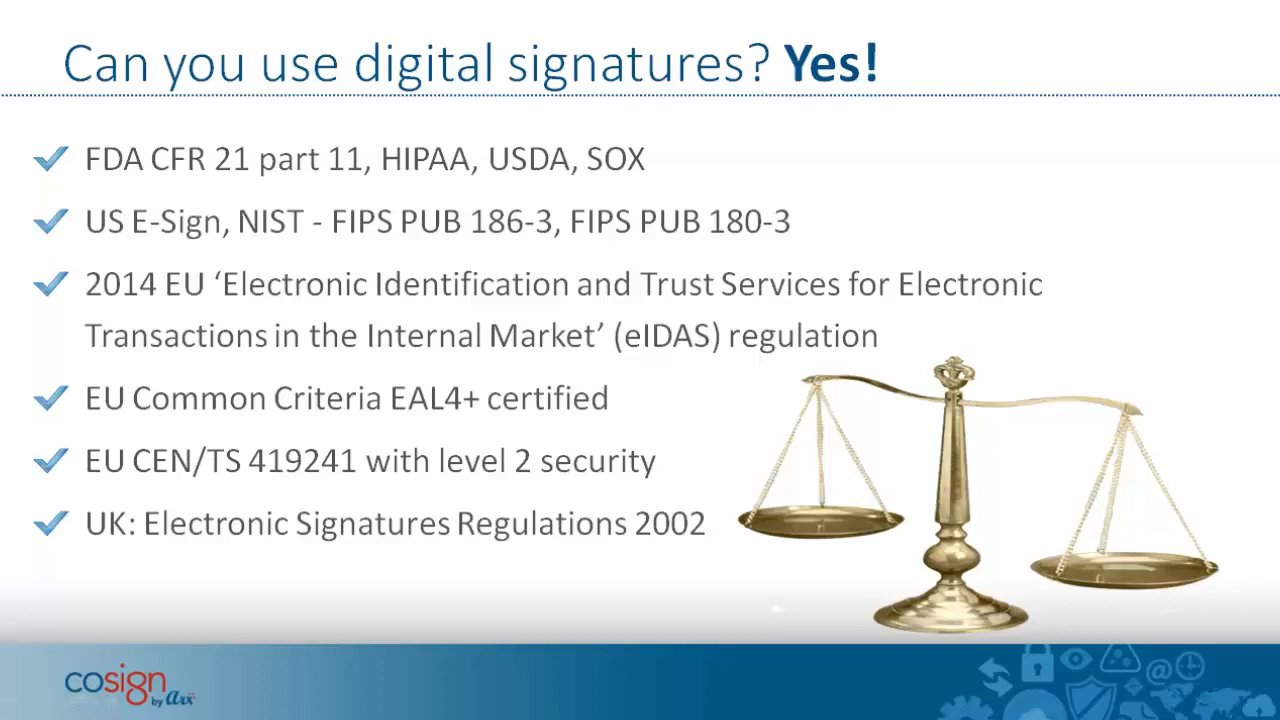 Can you use digital signatures? Yes!
FDA CFR 21 part 11, HIPAA, USDA, SOX
US E-Sign, NIST - FIPS PUB 186-3, FIPS PUB 180-3
2014 EU ‘Electronic Identification and Trust Services for Electronic
Transactions in the Internal Market’ (eIDAS) regulation
EU Common Criteria EAL4+ certified
EU CEN/TS 419241 with level 2 security
UK: Electronic Signatures Regulations 2002
cosign
by arx